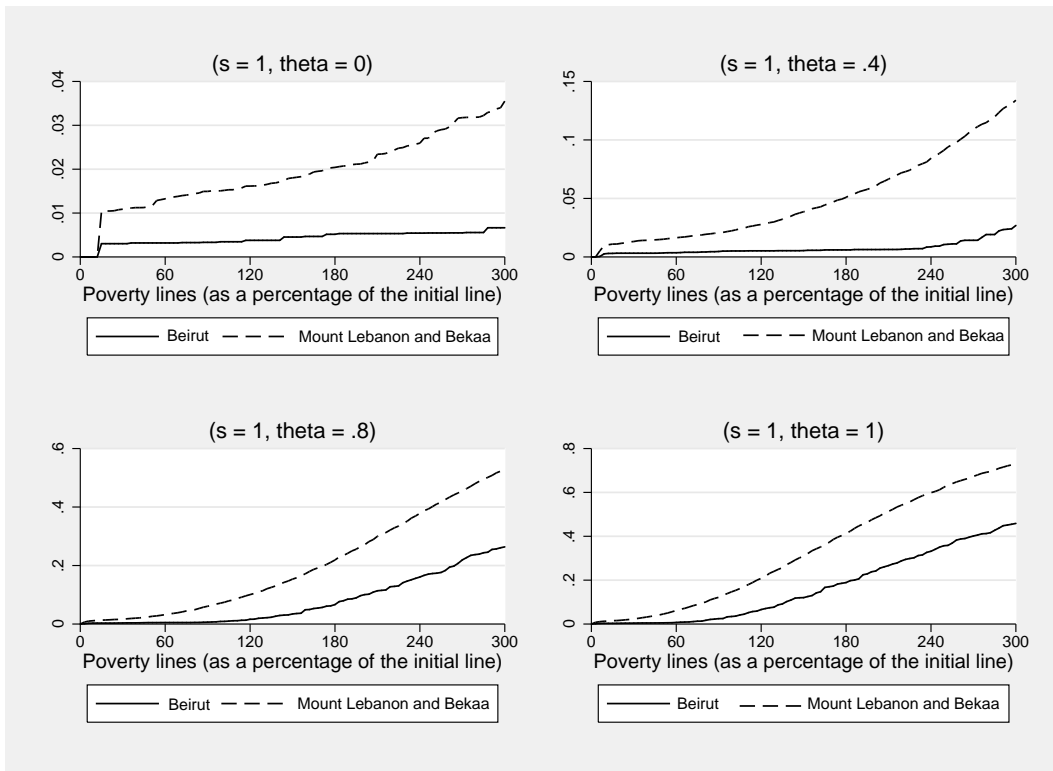 (s = 1, theta = 0)
.04
.03
.02
.01
0
0 60 120 180 240 300
Poverty lines (as a percentage of the initial line)
Beirut Mount Lebanon and Bekaa
(s = 1, theta = .4)
.15
.1
.05
0
0 60 120 180 240 300
Poverty lines (as a percentage of the initial line)
Beirut Mount Lebanon and Bekaa
(s = 1, theta = .8)
.6
.4
.2
0
0 60 120 180 240 300
Poverty lines (as a percentage of the initial line)
Beirut Mount Lebanon and Bekaa
(s = 1, theta = 1)
.8
.6
.4
.2
0
0 60 120 180 240 300
Poverty lines (as a percentage of the initial line)
Beirut Mount Lebanon and Bekaa